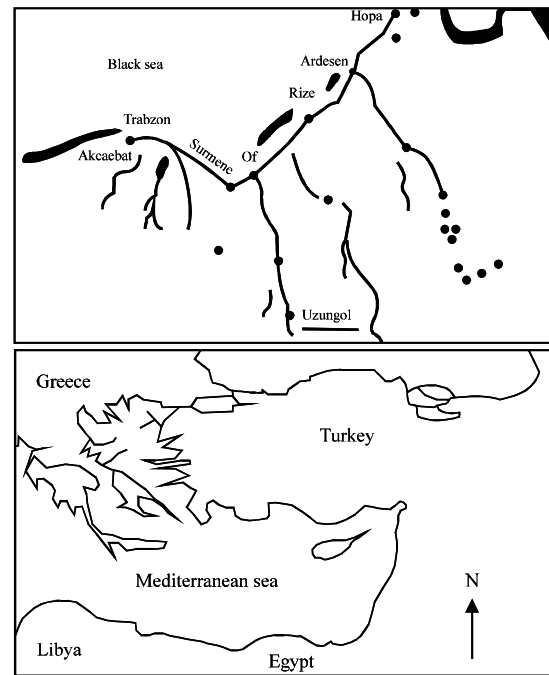 Hopa
Ardesen
Black sea
Rize
Trabzon
Surmene
Of
Akcaebat
Uzungol
Greece
Turkey
Mediterranean sea
N
Libya
Egypt